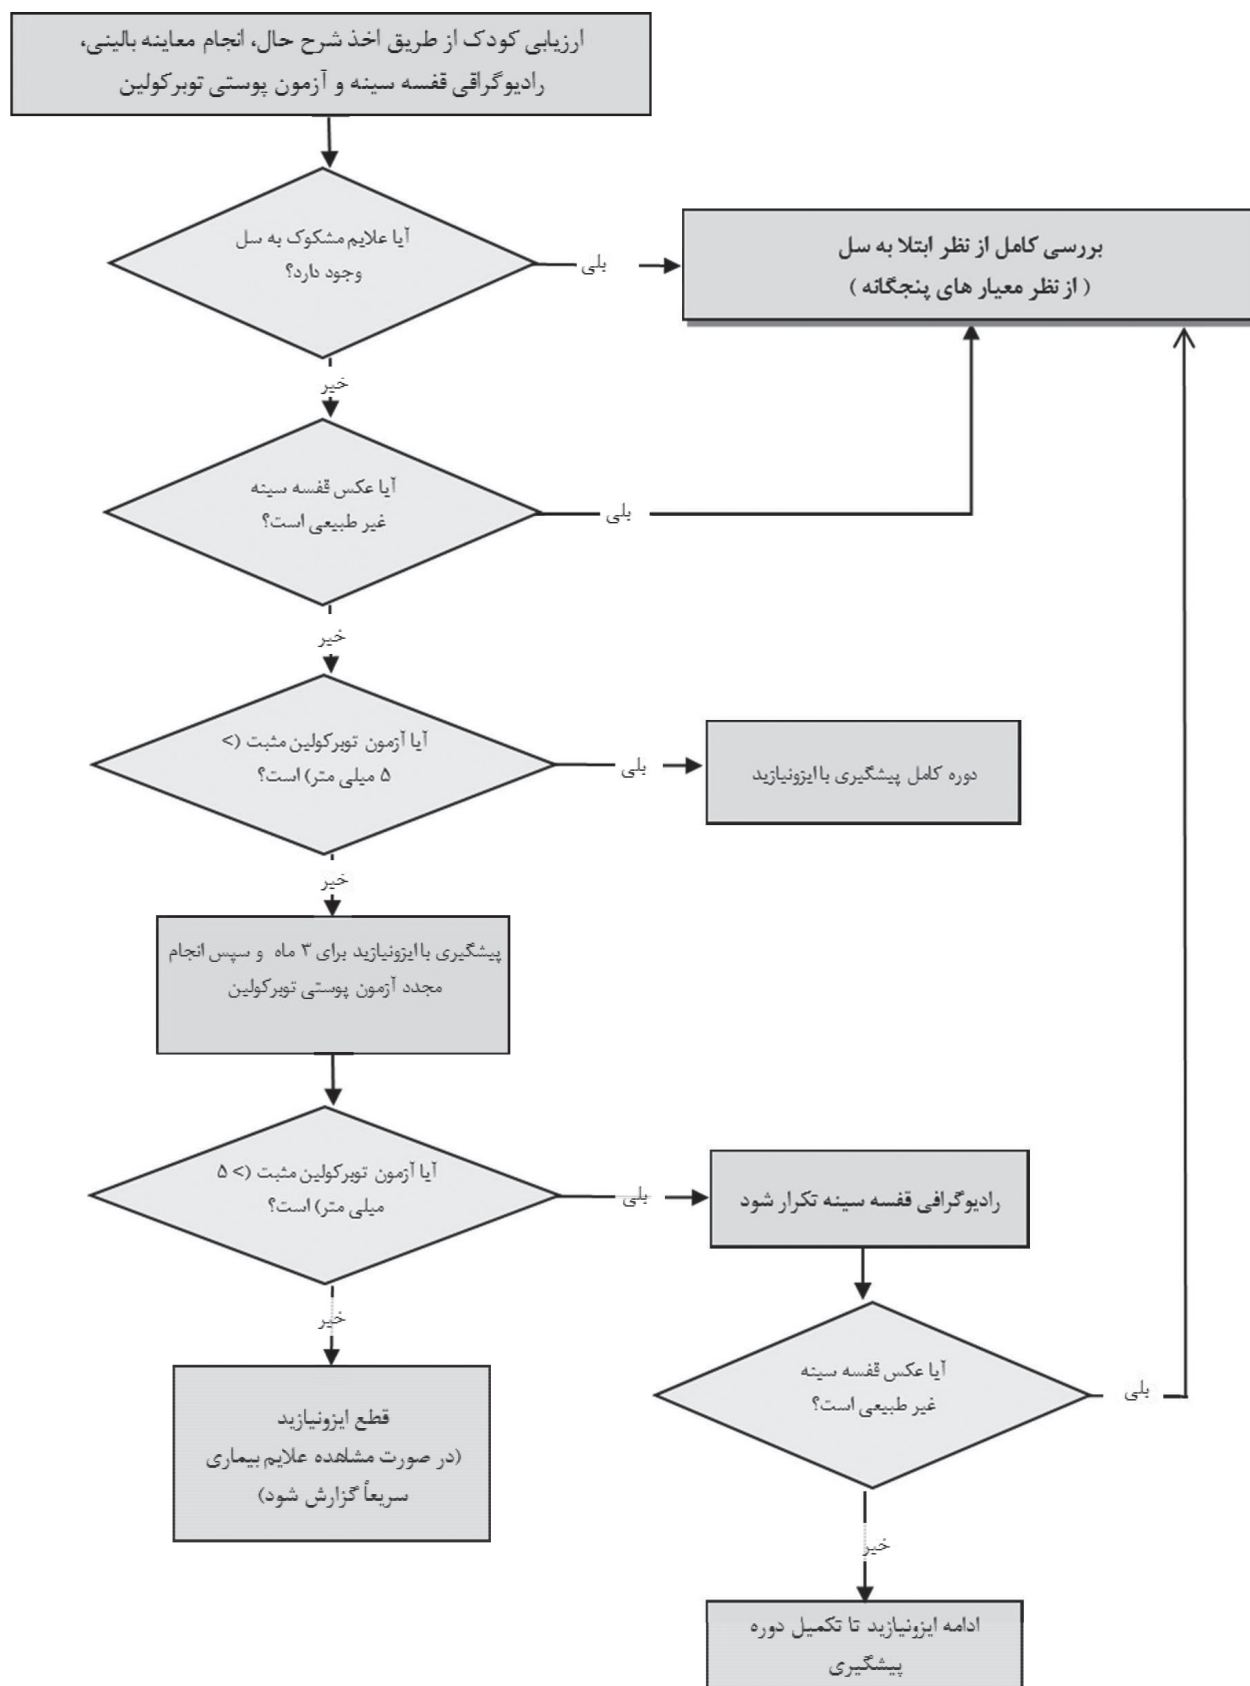 ارزیابی کودک از طریق اخذ شرح حال، انجام معاینه بالینی،
رادیوگراقی قفسه سینه و آزمون پوستی توبرکولین
آیا علایم مشکوک به سل
وجود دارد؟
بلی
بررسی کامل از نظر ابتلا به سل
( از نظر معیار های پنجگانه )
خیر
آیا عکس قفسه سینه
غیر طبیعی است؟
بلی
خیر
آیا آزمون توبرکولین مثبت (>
۵ میلی متر) است؟
بلی
دوره کامل پیشگیری با ایزونیازید
خیر
پیشگیری با ایزونیازید برای ۳ ماه و سپس انجام
مجدد آزمون پوستی توبرکولین
آیا آزمون توبرکولین مثبت (> ۵
میلی متر) است؟
بلی
رادیوگرافی قفسه سینه تکرار شود
خیر
آیا عکس قفسه سینه
غیر طبیعی است؟
بلی
قطع ایزونیازید
(در صورت مشاهده علایم بیماری
سریعاً گزارش شود)
خیر
ادامه ایزونیازید تا تکمیل دوره
پیشگیری